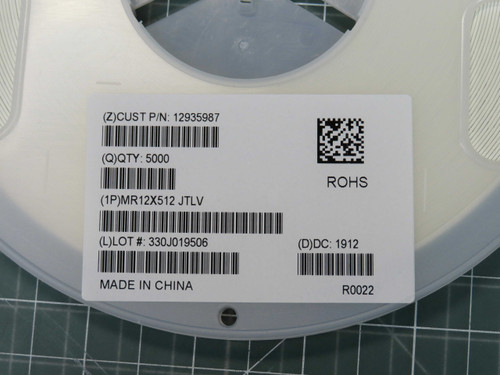 (Z)CUST P/N: 12935987
(Q)QTY: 5000
ROHS
(1P)MR12X512 JTLV
(L)LOT #: 330J019506
(D)DC: 1912
MADE IN CHINA
R0022